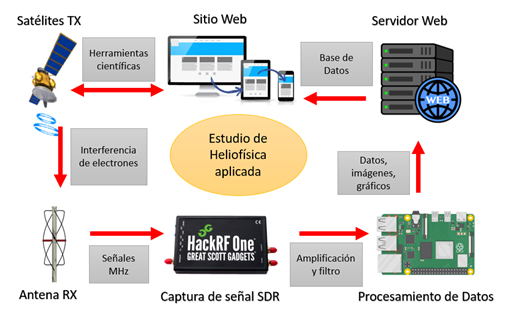 Satélites TX
Sitio Web
Servidor Web
Herramientas
científicas
Base de
Datos
WEB
Interferencia
de electrones
Estudio de
Heliofísica
aplicada
Datos,
imágenes,
gráficos
HackRF One
GREAT SCOTT GADGETS
Señales
MHz
Amplificación
y filtro
Antena RX
Captura de señal SDR
Procesamiento de Datos